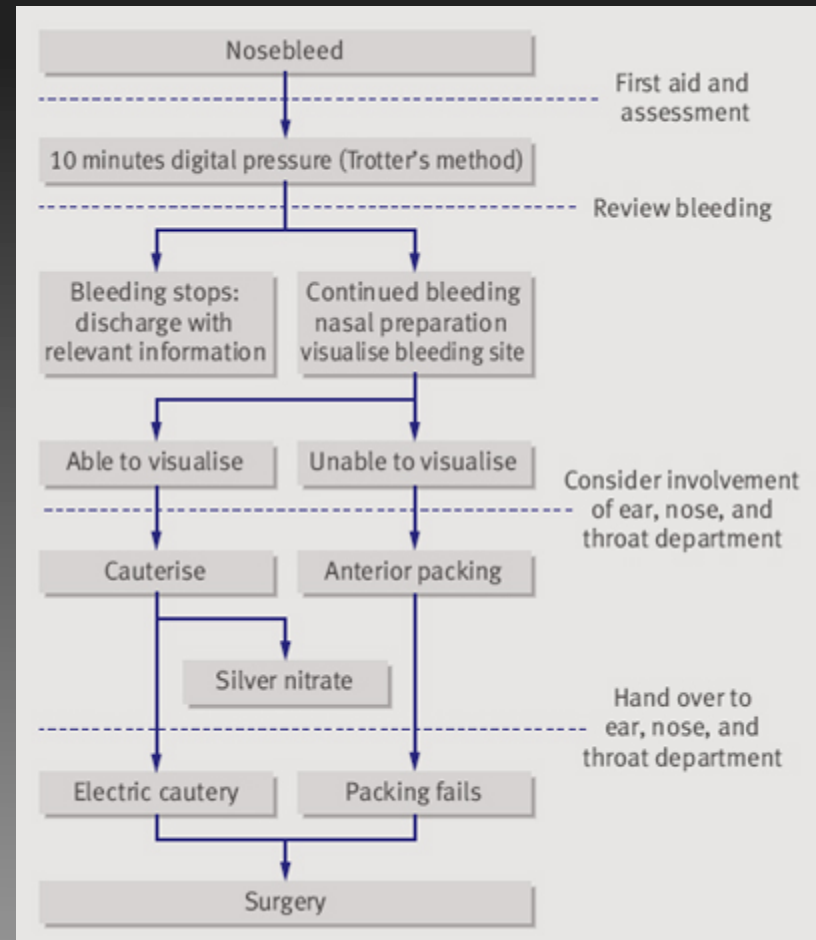 Nosebleed
First aid and
assessment
10 minutes digital pressure (Trotter's method)
Review bleeding
Bleeding stops:
discharge with
relevant information
Continued bleeding
nasal preparation
visualise bleeding site
Able to visualise
Unable to visualise
Consider involvement
of ear, nose, and
throat department
Cauterise
Anterior packing
Silver nitrate
Hand over to
ear, nose, and
throat department
Electric cautery
Packing fails
Surgery